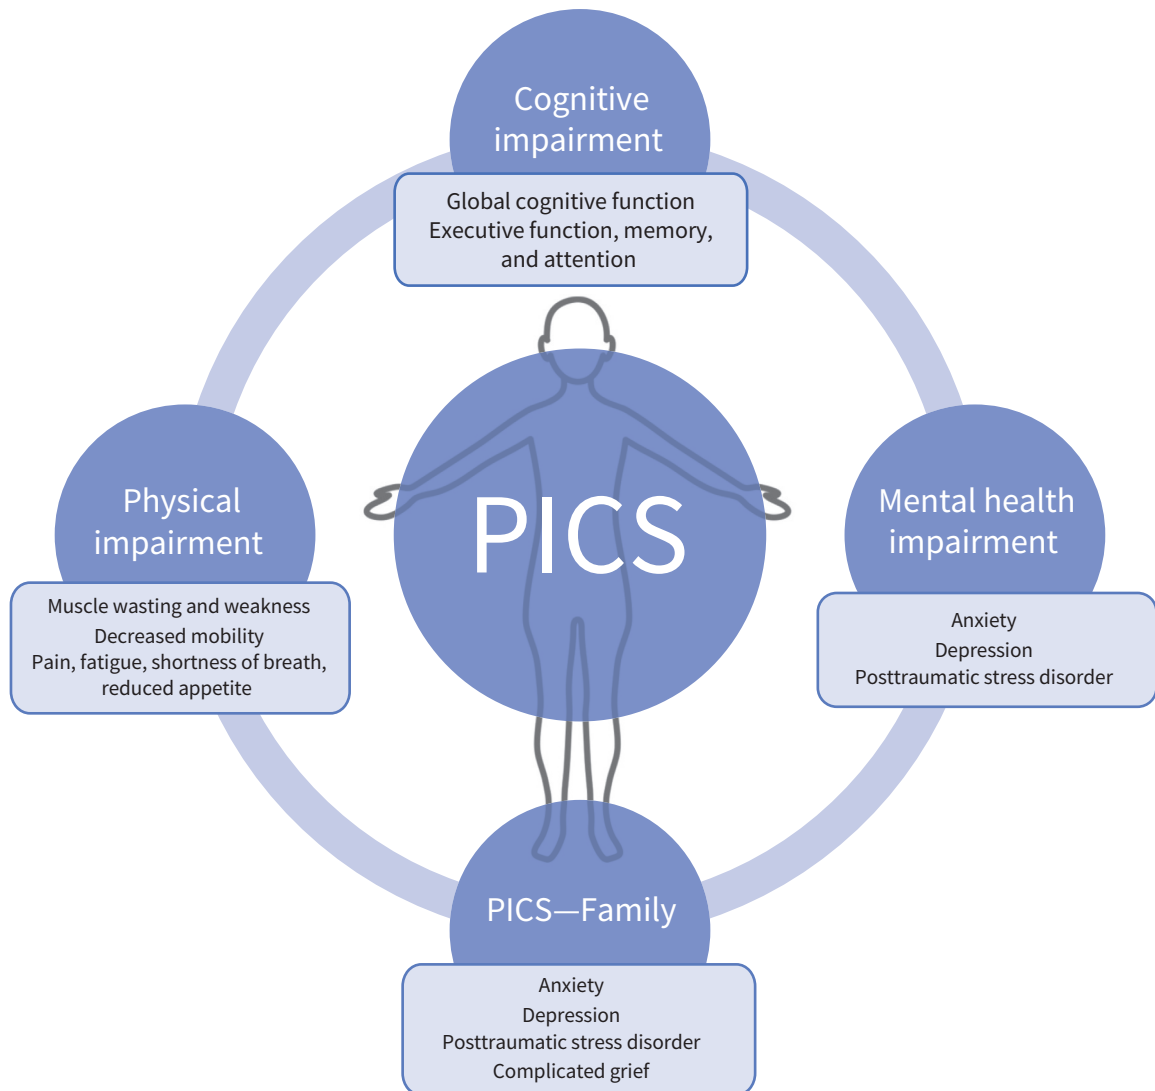 Cognitive
impairment
Global cognitive function
Executive function, memory,
and attention
Physical
impairment
Muscle wasting and weakness
Decreased mobility
Pain, fatigue, shortness of breath,
reduced appetite
PICS
Mental health
impairment
Anxiety
Depression
Posttraumatic stress disorder
PICS—Family
Anxiety
Depression
Posttraumatic stress disorder
Complicated grief